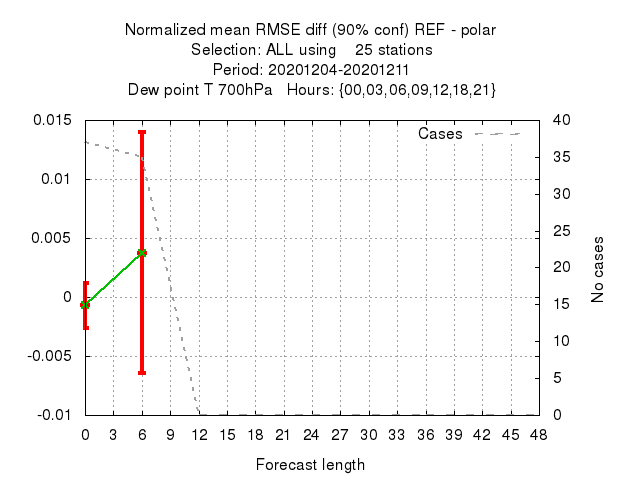 Normalized mean RMSE diff (90% conf) REF - polar
Selection: ALL using    25 stations
Period: 20201204-20201211
Dew point T 700hPa   Hours: {00,03,06,09,12,18,21}
Cases
0.015
0.01
0.005
0
-0.005
-0.01
40
35
30
25
20
15
10
5
0
No cases
0 3 6 9 12 15 18 21 24 27 30 33 36 39 42 45 48
Forecast length